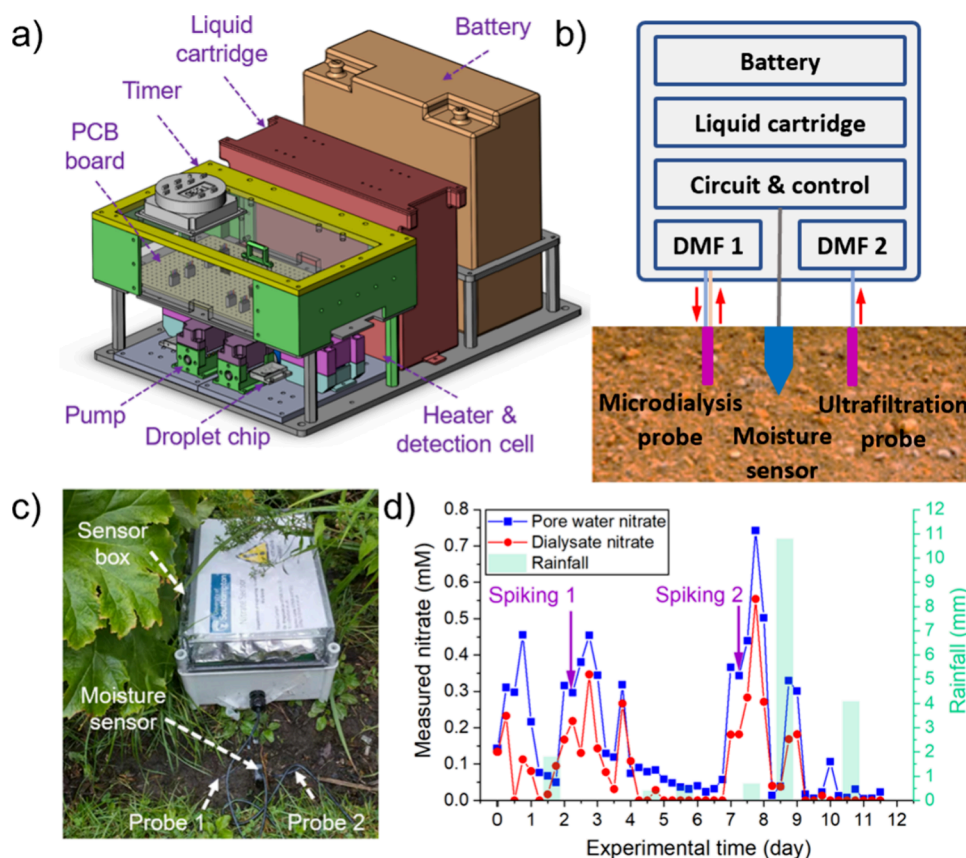 a)
Liquid
cartridge
Battery
Timer
PCB
board
Pump
Droplet chip
Heater &
detection cell
b)
Battery
Liquid cartridge
Circuit & control
DMF 1
DMF 2
Microdialysis
probe
Moisture
sensor
Ultrafiltration
probe
c)
Sensor
box
Moisture
sensor
Probe 1
Probe 2
d)
Pore water nitrate
Dialysate nitrate
Rainfall
Spiking 1
Spiking 2
Measured nitrate (mM)
0.8
0.7
0.6
0.5
0.4
0.3
0.2
0.1
0.0
Rainfall (mm)
12
11
10
9
8
7
6
5
4
3
2
1
0
0 1 2 3 4 5 6 7 8 9 10 11 12
Experimental time (day)